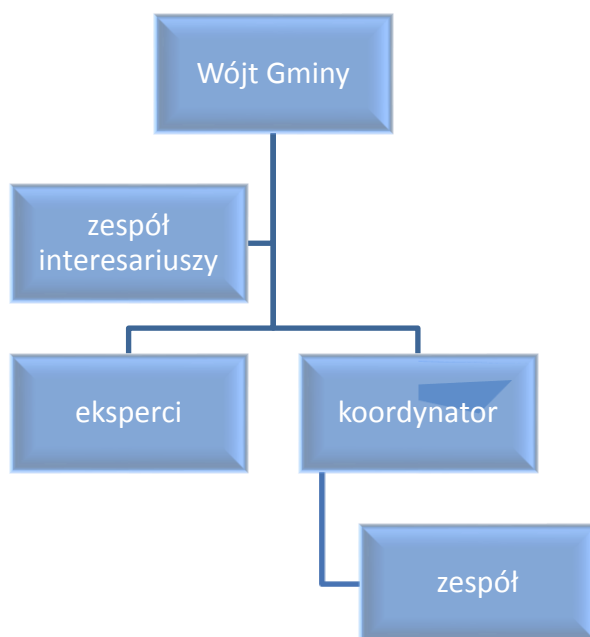 Wójt Gminy
zespół
interesariuszy
eksperci
koordynator
zespół